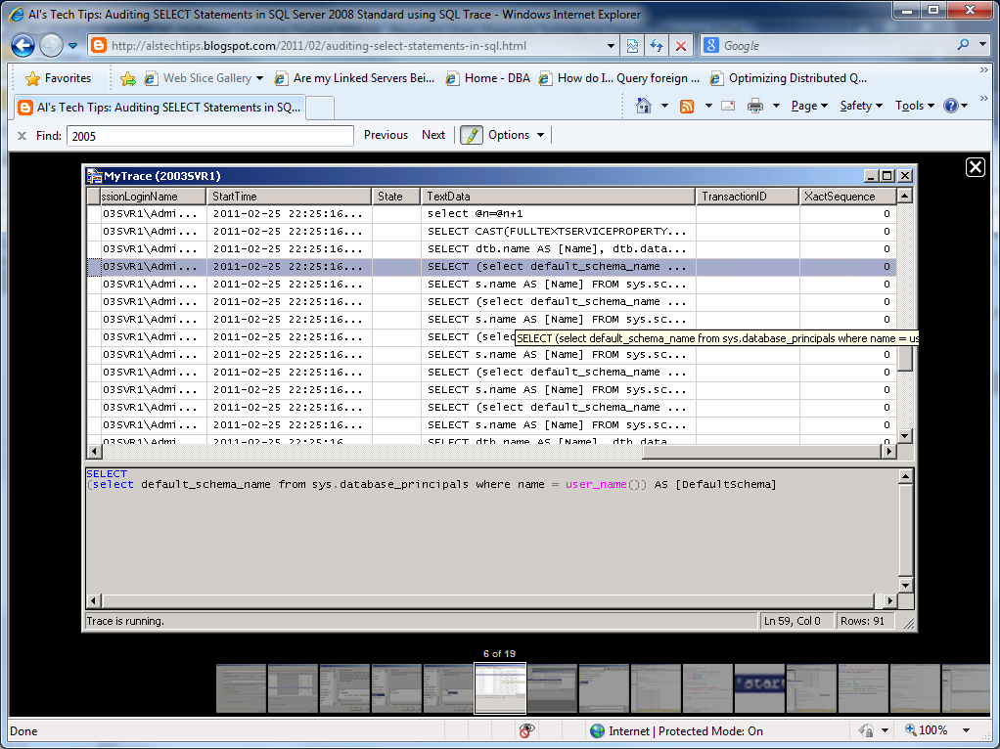 Al's Tech Tips: Auditing SELECT Statements in SQL Server 2008 Standard using SQL Trace - Windows Internet Explorer
http://alstechtips.blogspot.com/2011/02/auditing-select-statements-in-sql.html
Google
Favorites
Web Slice Gallery
Are my Linked Servers Bei...
Home - DBA
How do I... Query foreign ...
Optimizing Distributed Q...
Al's Tech Tips: Auditing SELECT Statements in SQ...
Page
Safety
Tools
x Find: 2005 Previous Next Options
MyTrace (2003SVR1)
ssionLoginName StartTime State TextData TransactionID XactSequence
03SVR1\Admi... 2011-02-25 22:25:16... select @n=@n+1 0
03SVR1\Admi... 2011-02-25 22:25:16... SELECT CAST(FULLTEXTSERVICEPROPERTY... 0
03SVR1\Admi... 2011-02-25 22:25:16... SELECT dtb.name AS [Name], dtb.data... 0
03SVR1\Admi... 2011-02-25 22:25:16... SELECT (select default_schema_name ... 0
03SVR1\Admi... 2011-02-25 22:25:16... SELECT s.name AS [Name] FROM sys.sc... 0
03SVR1\Admi... 2011-02-25 22:25:16... SELECT (select default_schema_name ... 0
03SVR1\Admi... 2011-02-25 22:25:16... SELECT s.name AS [Name] FROM sys.sc... 0
03SVR1\Admi... 2011-02-25 22:25:16... SELECT (selec SELECT (select default_schema_name from sys.database_principals where name = us
03SVR1\Admi... 2011-02-25 22:25:16... SELECT s.name AS [Name] FROM sys.sc... 0
03SVR1\Admi... 2011-02-25 22:25:16... SELECT (select default_schema_name ... 0
03SVR1\Admi... 2011-02-25 22:25:16... SELECT s.name AS [Name] FROM sys.sc... 0
03SVR1\Admi... 2011-02-25 22:25:16... SELECT (select default_schema_name ... 0
03SVR1\Admi... 2011-02-25 22:25:16... SELECT s.name AS [Name] FROM sys.sc... 0
03SVR1\Admi... 2011-02-25 22:25:16... SELECT dtb.name AS [Name], dtb.data... 0
SELECT
(select default_schema_name from sys.database_principals where name = user_name()) AS [DefaultSchema]
Trace is running.
Ln 59, Col 0
Rows: 91
6 of 19
Done
Internet | Protected Mode: On
100%